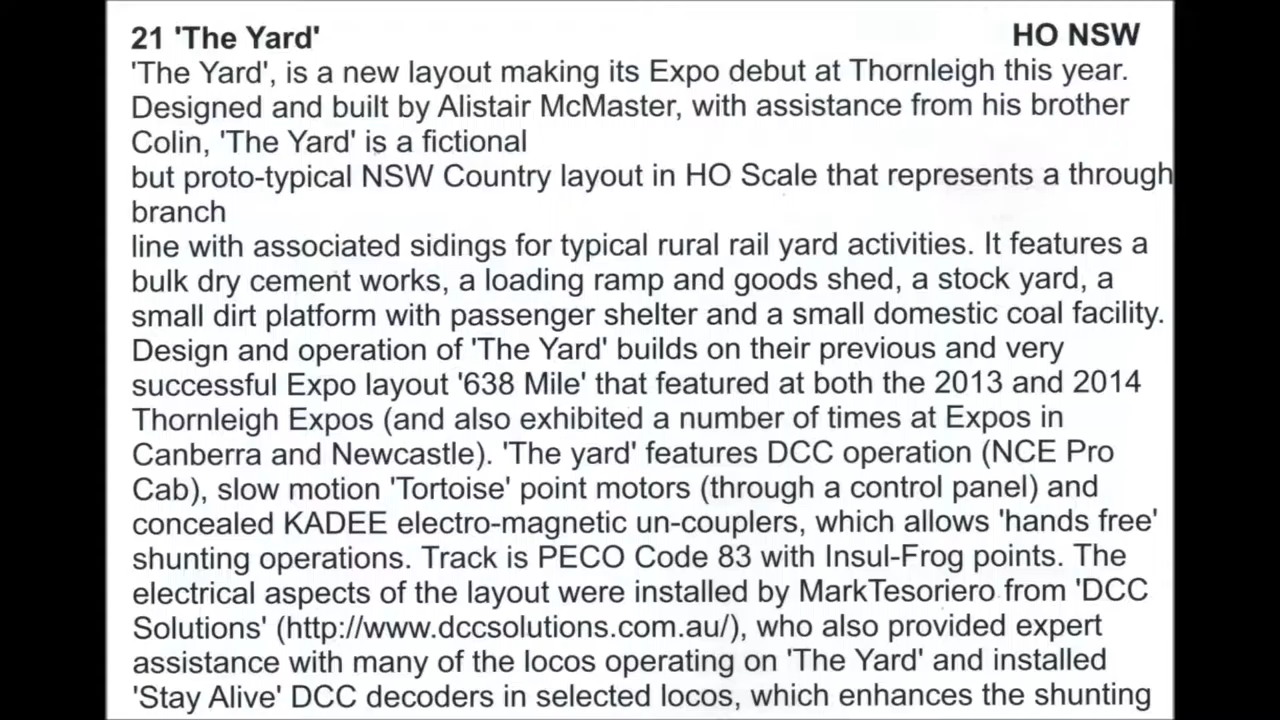 21 'The Yard' HO NSW
'The Yard', is a new layout making its Expo debut at Thornleigh this year.
Designed and built by Alistair McMaster, with assistance from his brother
Colin, 'The Yard' is a fictional
but proto-typical NSW Country layout in HO Scale that represents a through
branch
line with associated sidings for typical rural rail yard activities. It features a
bulk dry cement works, a loading ramp and goods shed, a stock yard, a
small dirt platform with passenger shelter and a small domestic coal facility.
Design and operation of 'The Yard' builds on their previous and very
successful Expo layout '638 Mile' that featured at both the 2013 and 2014
Thornleigh Expos (and also exhibited a number of times at Expos in
Canberra and Newcastle). 'The yard' features DCC operation (NCE Pro
Cab), slow motion 'Tortoise' point motors (through a control panel) and
concealed KADEE electro-magnetic un-couplers, which allows 'hands free'
shunting operations. Track is PECO Code 83 with Insul-Frog points. The
electrical aspects of the layout were installed by MarkTesoriero from 'DCC
Solutions' (http://www.dccsolutions.com.au/), who also provided expert
assistance with many of the locos operating on 'The Yard' and installed
'Stay Alive' DCC decoders in selected locos, which enhances the shunting